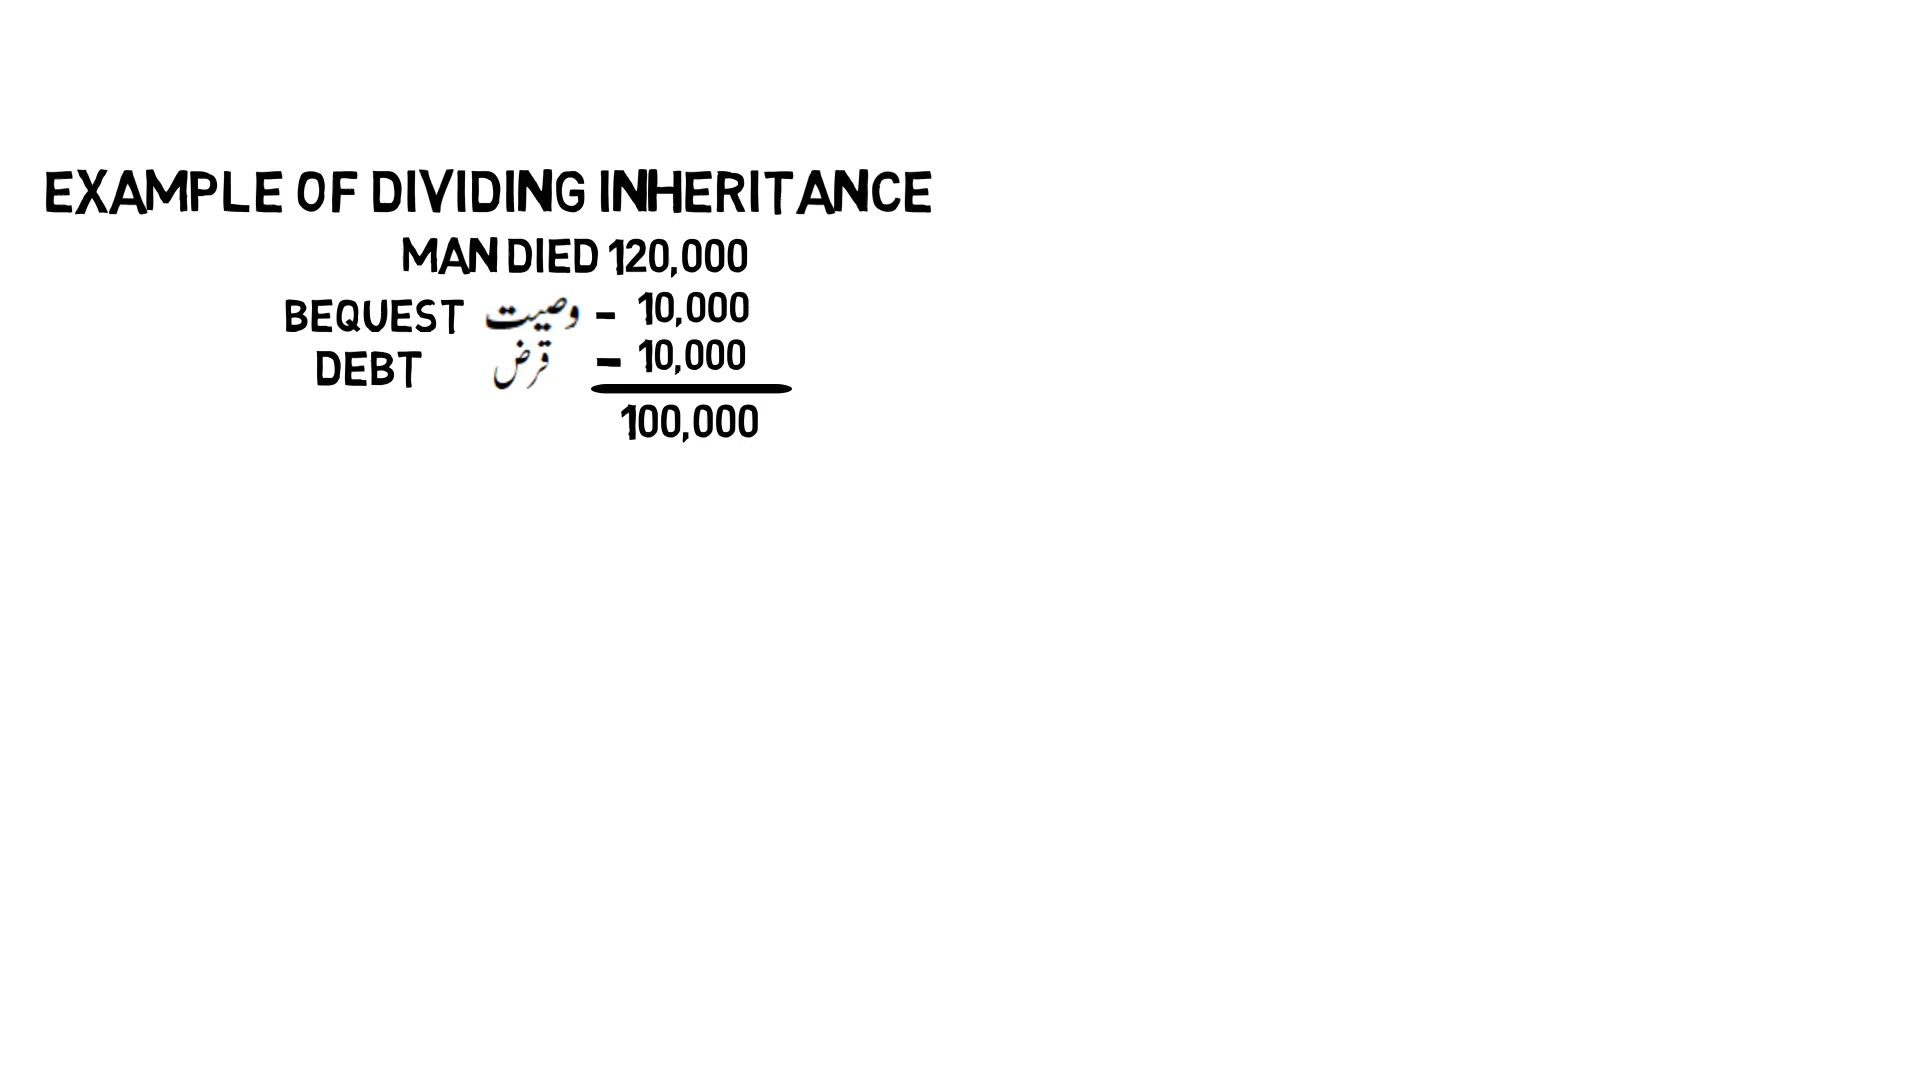 EXAMPLE OF DIVIDING INHERITANCE
MAN DIED 120,000
BEQUEST وصیت - 10,000
DEBT قرض - 10,000
100,000